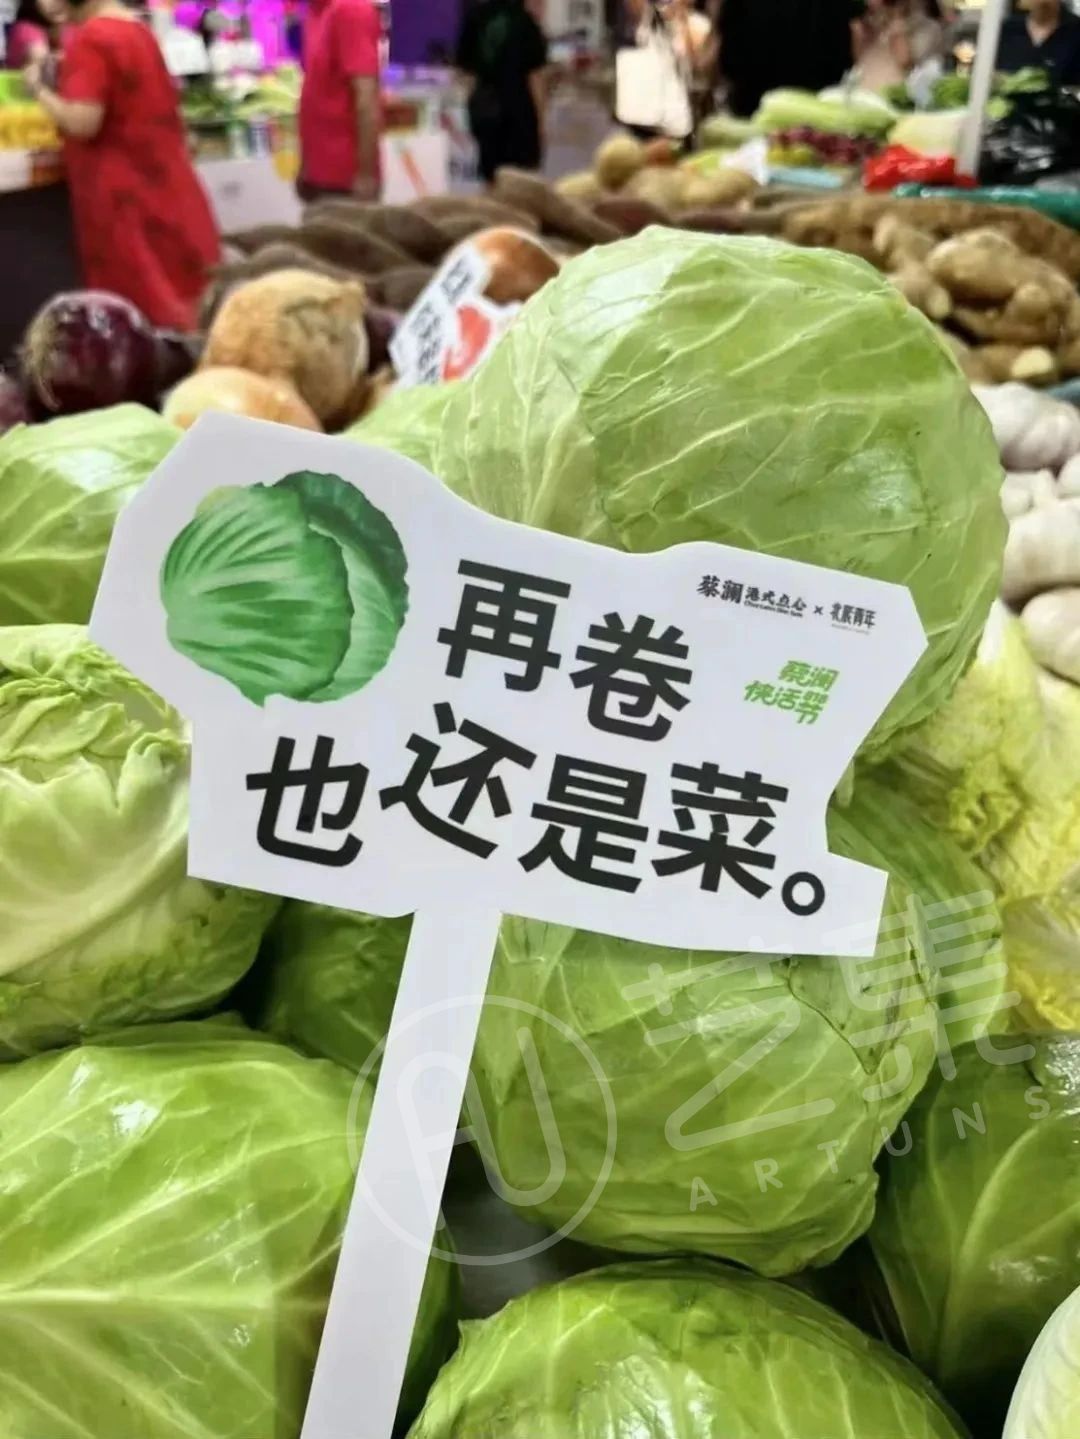 蔡澜港式点心 × 北辰青年
蔡澜
快活节
再卷
也还是菜。
艺集
ARTUNS